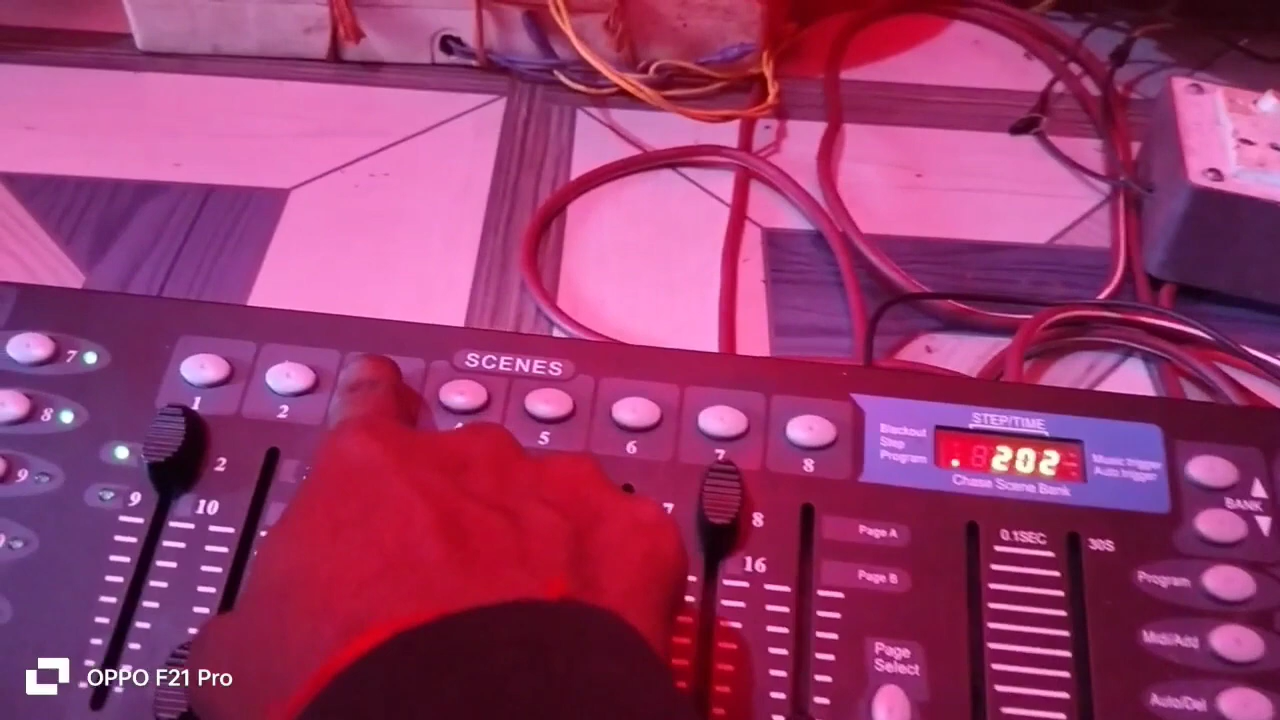 SCENES
7
8
9
1
2
5
6
7
8
STEP/TIME
Blackout
Step
Program
202
Music trigger
Auto trigger
Chase Scene Bank
BANK
2
9
10
7
8
16
Page A
Page B
0.1SEC
30S
Program
Midi/Add
Auto/Del
Page
Select
OPPO F21 Pro